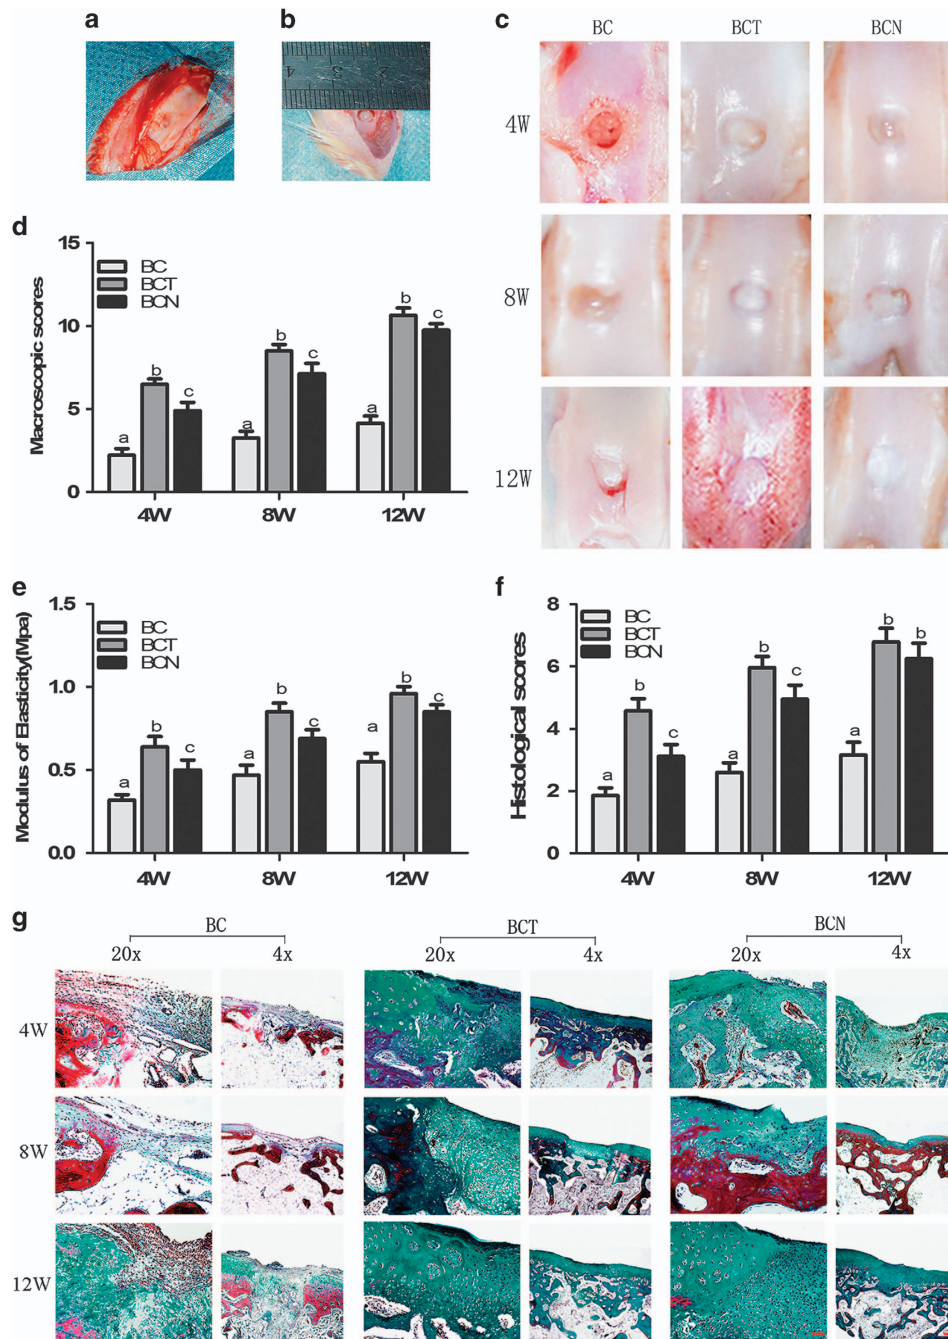 a
b
4 3 2
c
BC BCT BCN
4W
8W
12W
d
Macroscopic scores
15
10
5
0
BC
BCT
BCN
a b c a b c a b c
4W 8W 12W
e
Modulus of Elasticity(Mpa)
1.5
1.0
0.5
0.0
BC
BCT
BCN
a b c a b c a b c
4W 8W 12W
f
Histological scores
8
6
4
2
0
BC
BCT
BCN
a b c a b c a b b
4W 8W 12W
g
BC BCT BCN
20x 4x 20x 4x 20x 4x
4W
8W
12W